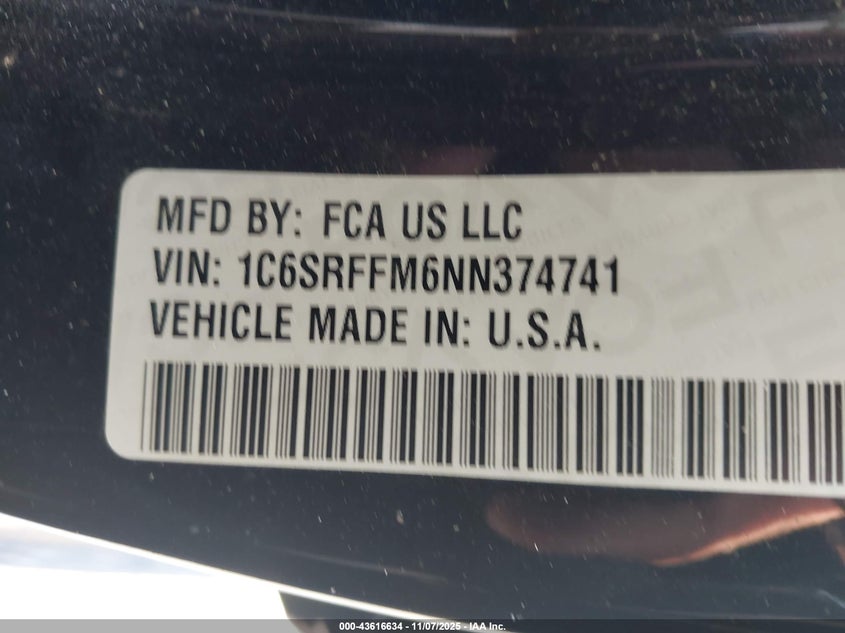 MFD BY: FCA US LLC
VIN: 1C6SRFFM6NN374741
VEHICLE MADE IN: U.S.A.
000-43616634 - 11/07/2025 - IAA Inc.